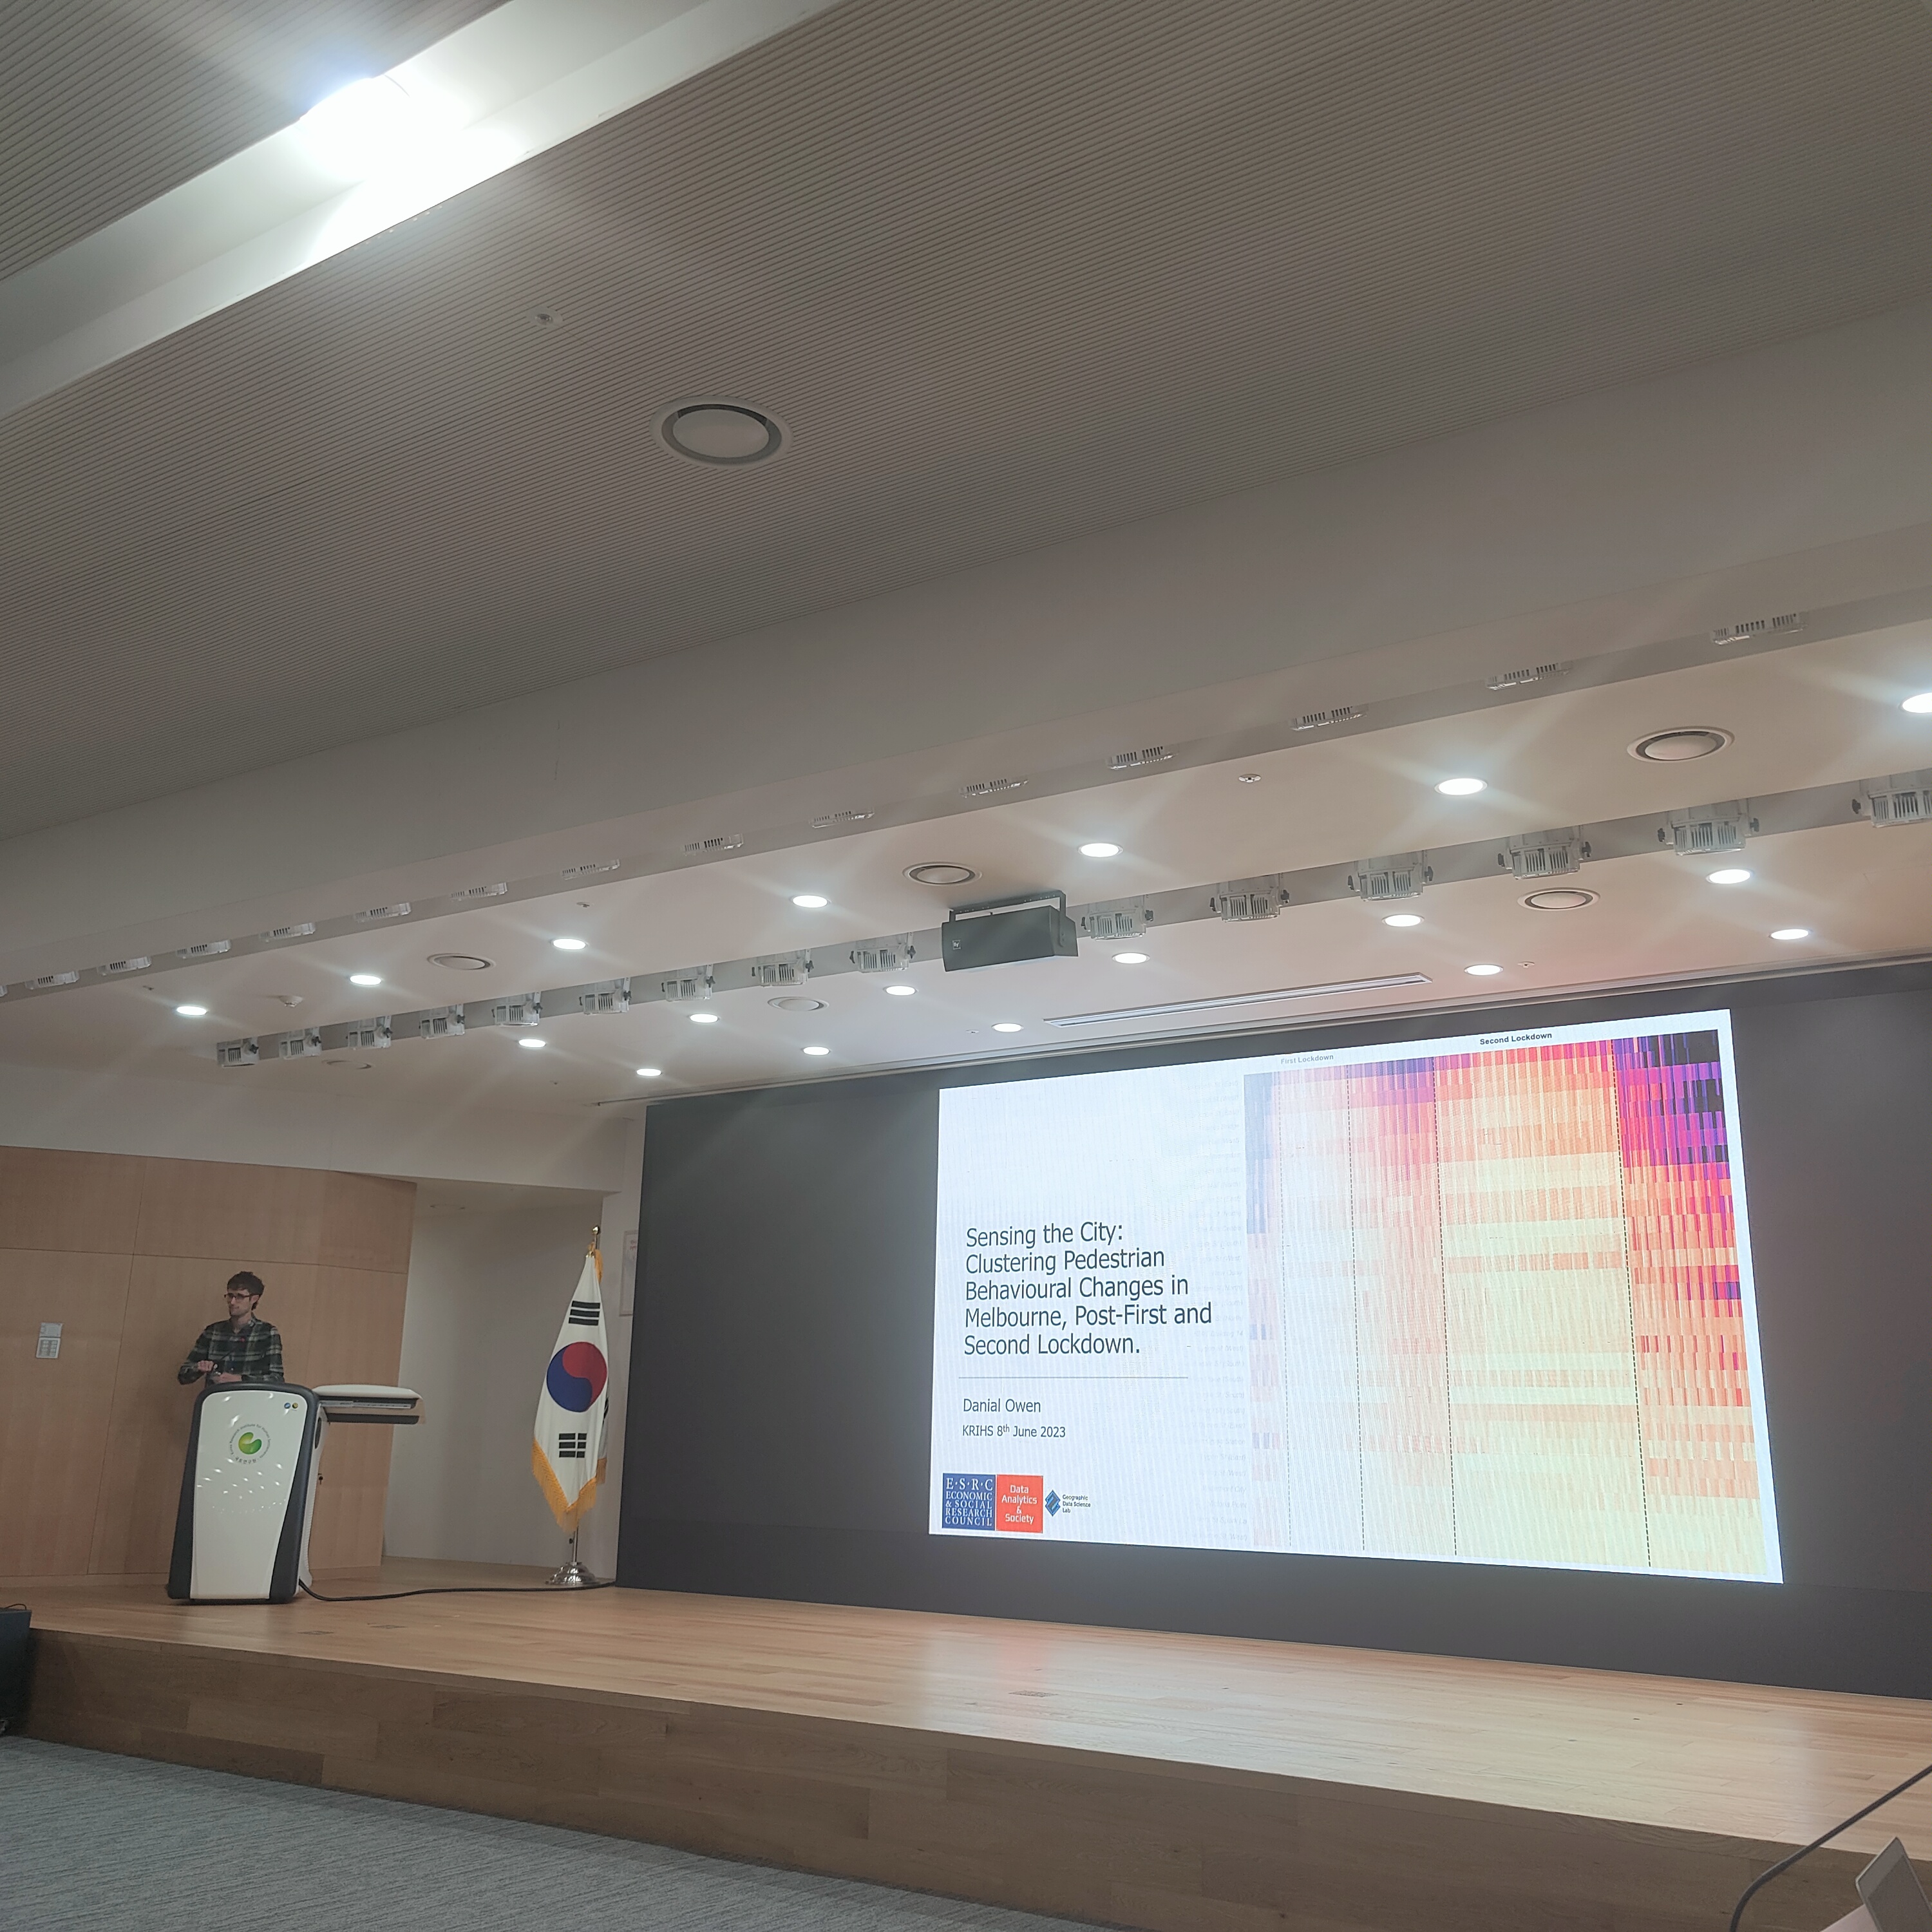 First Lockdown
Second Lockdown
Sensing the City:
Clustering Pedestrian
Behavioural Changes in
Melbourne, Post-First and
Second Lockdown.
Danial Owen
KRIHS 8th June 2023
E·S·R·C
ECONOMIC
& SOCIAL
RESEARCH
COUNCIL
Data
Analytics
&
Society
Geographic
Data Science
Lab